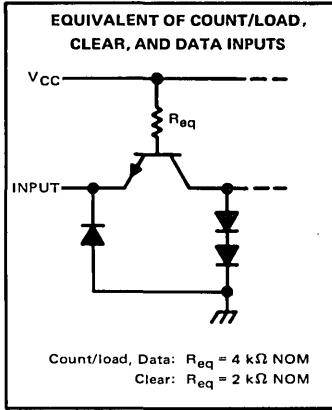 EQUIVALENT OF COUNT/LOAD,
CLEAR, AND DATA INPUTS
VCC
Req
INPUT
Count/load, Data: Req = 4 kΩ NOM
Clear: Req = 2 kΩ NOM